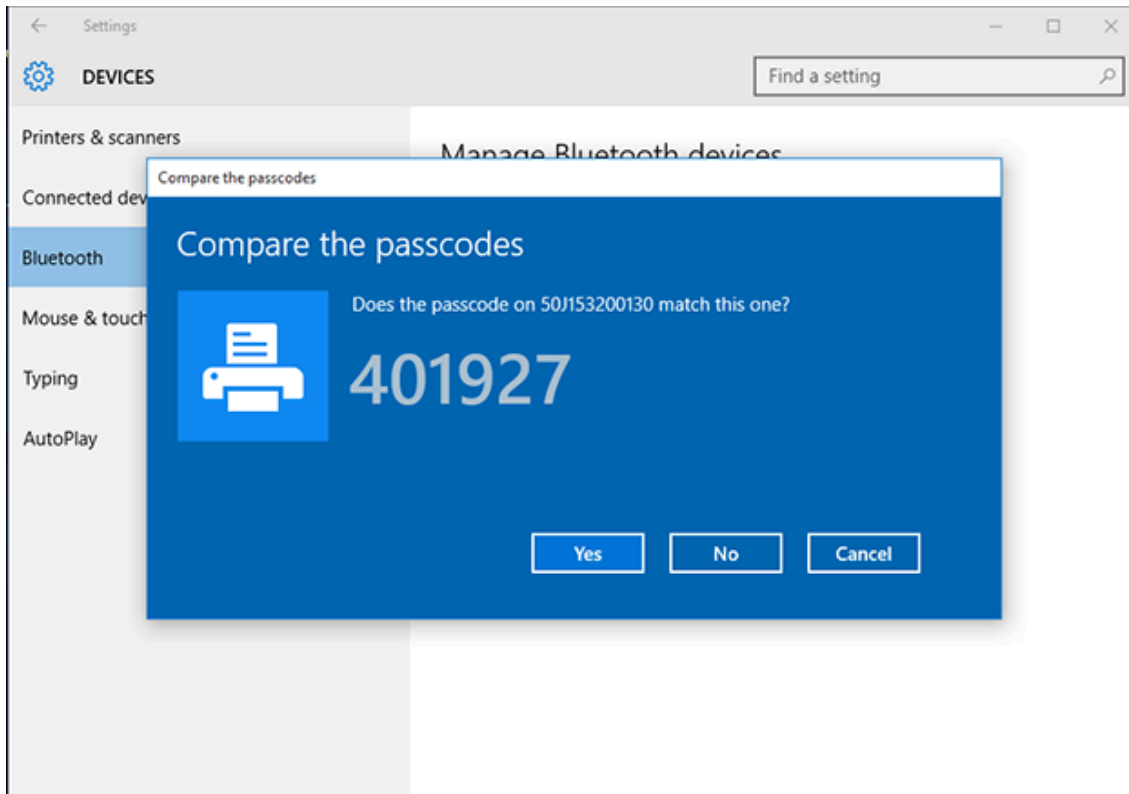 Settings
DEVICES
Find a setting
Printers & scanners
Manage Bluetooth devices
Connected dev
Bluetooth
Mouse & touch
Typing
AutoPlay
Compare the passcodes
Compare the passcodes
Does the passcode on 50J153200130 match this one?
401927
Yes No Cancel